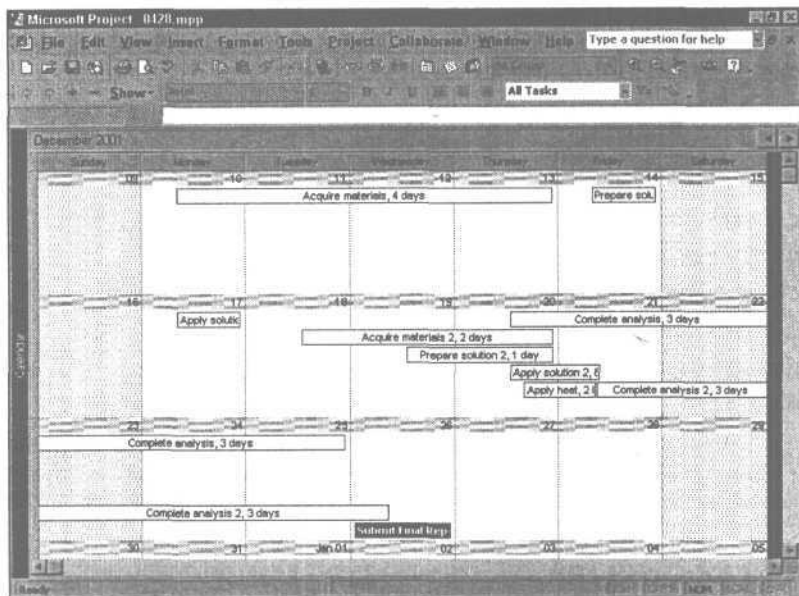 Microsoft Project 0428.mpp
File Edit View Insert Format Tools Project Collaborate Window Help Type a question for help
Show All Tasks
December 2001
Sunday Monday Tuesday Wednesday Thursday Friday Saturday
09 10 11 12 13 14 15
Acquire materials, 4 days Prepare solu
16 17 18 19 20 21 22
Apply solutio Complete analysis, 3 days
Acquire materials 2, 2 days
Prepare solution 2, 1 day
Apply solution 2, 
Apply heat, 2 Complete analysis 2, 3 days
23 24 25 26 27 28 29
Complete analysis, 3 days
Complete analysis 2, 3 days
Submit Final Rep
30 31 Jan 01 02 03 04 05
Calendar
Ready NUM